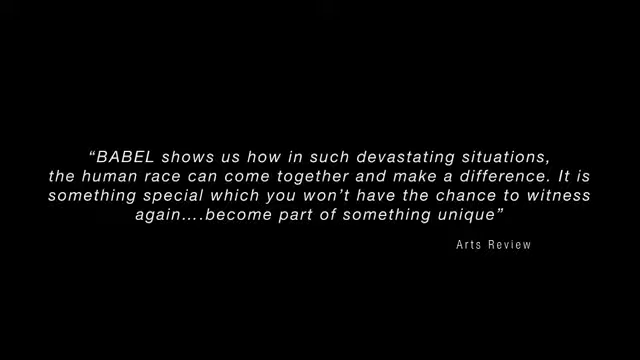 “BABEL shows us how in such devastating situations,
the human race can come together and make a difference. It is
something special which you won’t have the chance to witness
again....become part of something unique”
Arts Review